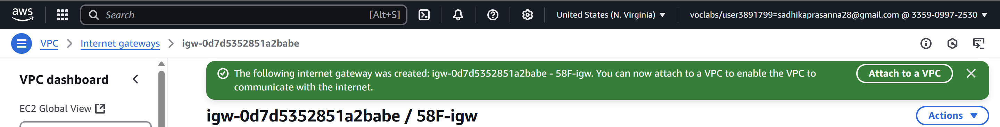 aws
Search
[Alt+S]
United States (N. Virginia)
voclabs/user3891799=sadhikaprasanna28@gmail.com @ 3359-0997-2530
VPC
Internet gateways
igw-0d7d5352851a2babe
VPC dashboard
EC2 Global View
The following internet gateway was created: igw-0d7d5352851a2babe - 58F-igw. You can now attach to a VPC to enable the VPC to
communicate with the internet.
Attach to a VPC
igw-0d7d5352851a2babe / 58F-igw
Actions